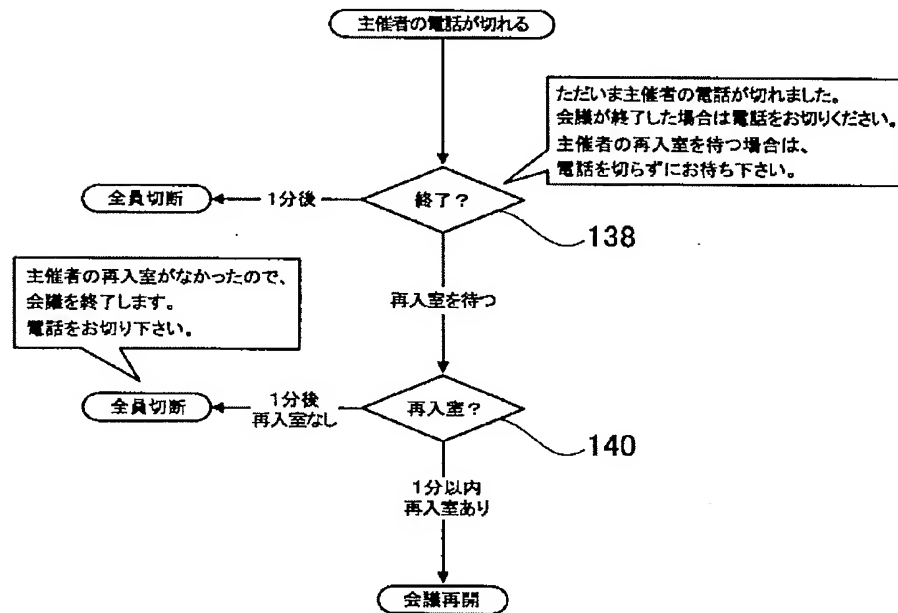 主催者の電話が切れる
ただいま主催者の電話が切れました。
会議が終了した場合は電話をお切りください。
主催者の再入室を待つ場合は、
電話を切らずにお待ち下さい。
全員切断
1分後
終了？
138
主催者の再入室がなかったので、
会議を終了します。
電話をお切り下さい。
再入室を待つ
全員切断
1分後
再入室なし
再入室？
140
1分以内
再入室あり
会議再開